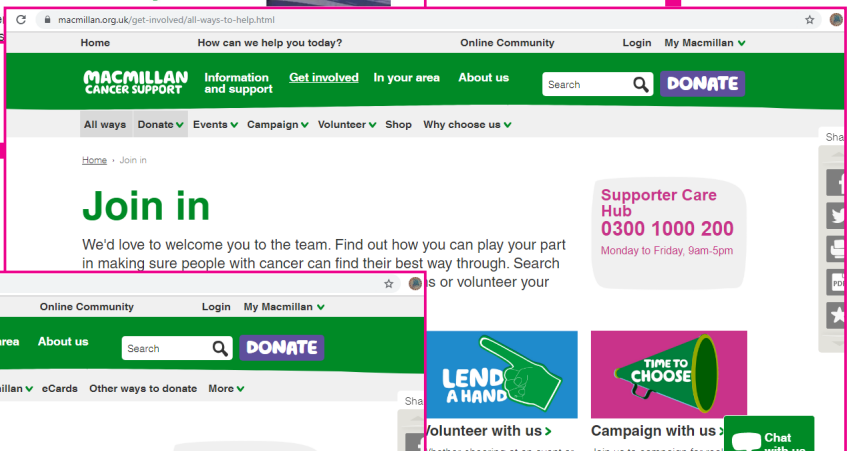 macmillan.org.uk/get-involved/all-ways-to-help.html
Home How can we help you today? Online Community Login My Macmillan
MACMILLAN
CANCER SUPPORT
Information
and support
Get involved In your area About us
Search
DONATE
All ways Donate Events Campaign Volunteer Shop Why choose us
Home › Join in
Sha
Join in
We'd love to welcome you to the team. Find out how you can play your part
in making sure people with cancer can find their best way through. Search
s or volunteer your
Supporter Care
Hub
0300 1000 200
Monday to Friday, 9am-5pm
PDF
Online Community Login My Macmillan
rea About us
Search
DONATE
illan eCards Other ways to donate More
Sha
LEND
A HAND
TIME TO
CHOOSE
Volunteer with us >
Campaign with us >
Chat
with us